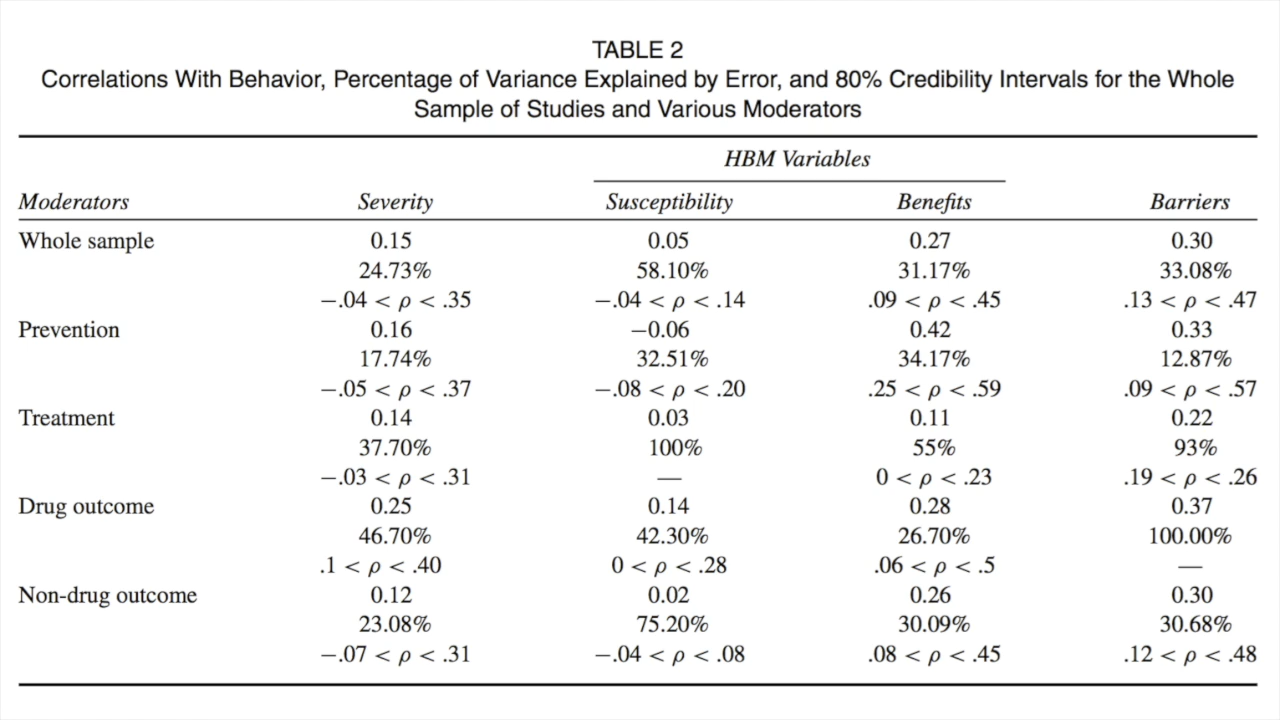 TABLE 2
Correlations With Behavior, Percentage of Variance Explained by Error, and 80% Credibility Intervals for the Whole
Sample of Studies and Various Moderators
HBM Variables
Moderators Severity Susceptibility Benefits Barriers
Whole sample 0.15 0.05 0.27 0.30
24.73% 58.10% 31.17% 33.08%
−.04 < ρ < .35 −.04 < ρ < .14 .09 < ρ < .45 .13 < ρ < .47
Prevention 0.16 −0.06 0.42 0.33
17.74% 32.51% 34.17% 12.87%
−.05 < ρ < .37 −.08 < ρ < .20 .25 < ρ < .59 .09 < ρ < .57
Treatment 0.14 0.03 0.11 0.22
37.70% 100% 55% 93%
−.03 < ρ < .31 — 0 < ρ < .23 .19 < ρ < .26
Drug outcome 0.25 0.14 0.28 0.37
46.70% 42.30% 26.70% 100.00%
.1 < ρ < .40 0 < ρ < .28 .06 < ρ < .5 —
Non-drug outcome 0.12 0.02 0.26 0.30
23.08% 75.20% 30.09% 30.68%
−.07 < ρ < .31 −.04 < ρ < .08 .08 < ρ < .45 .12 < ρ < .48